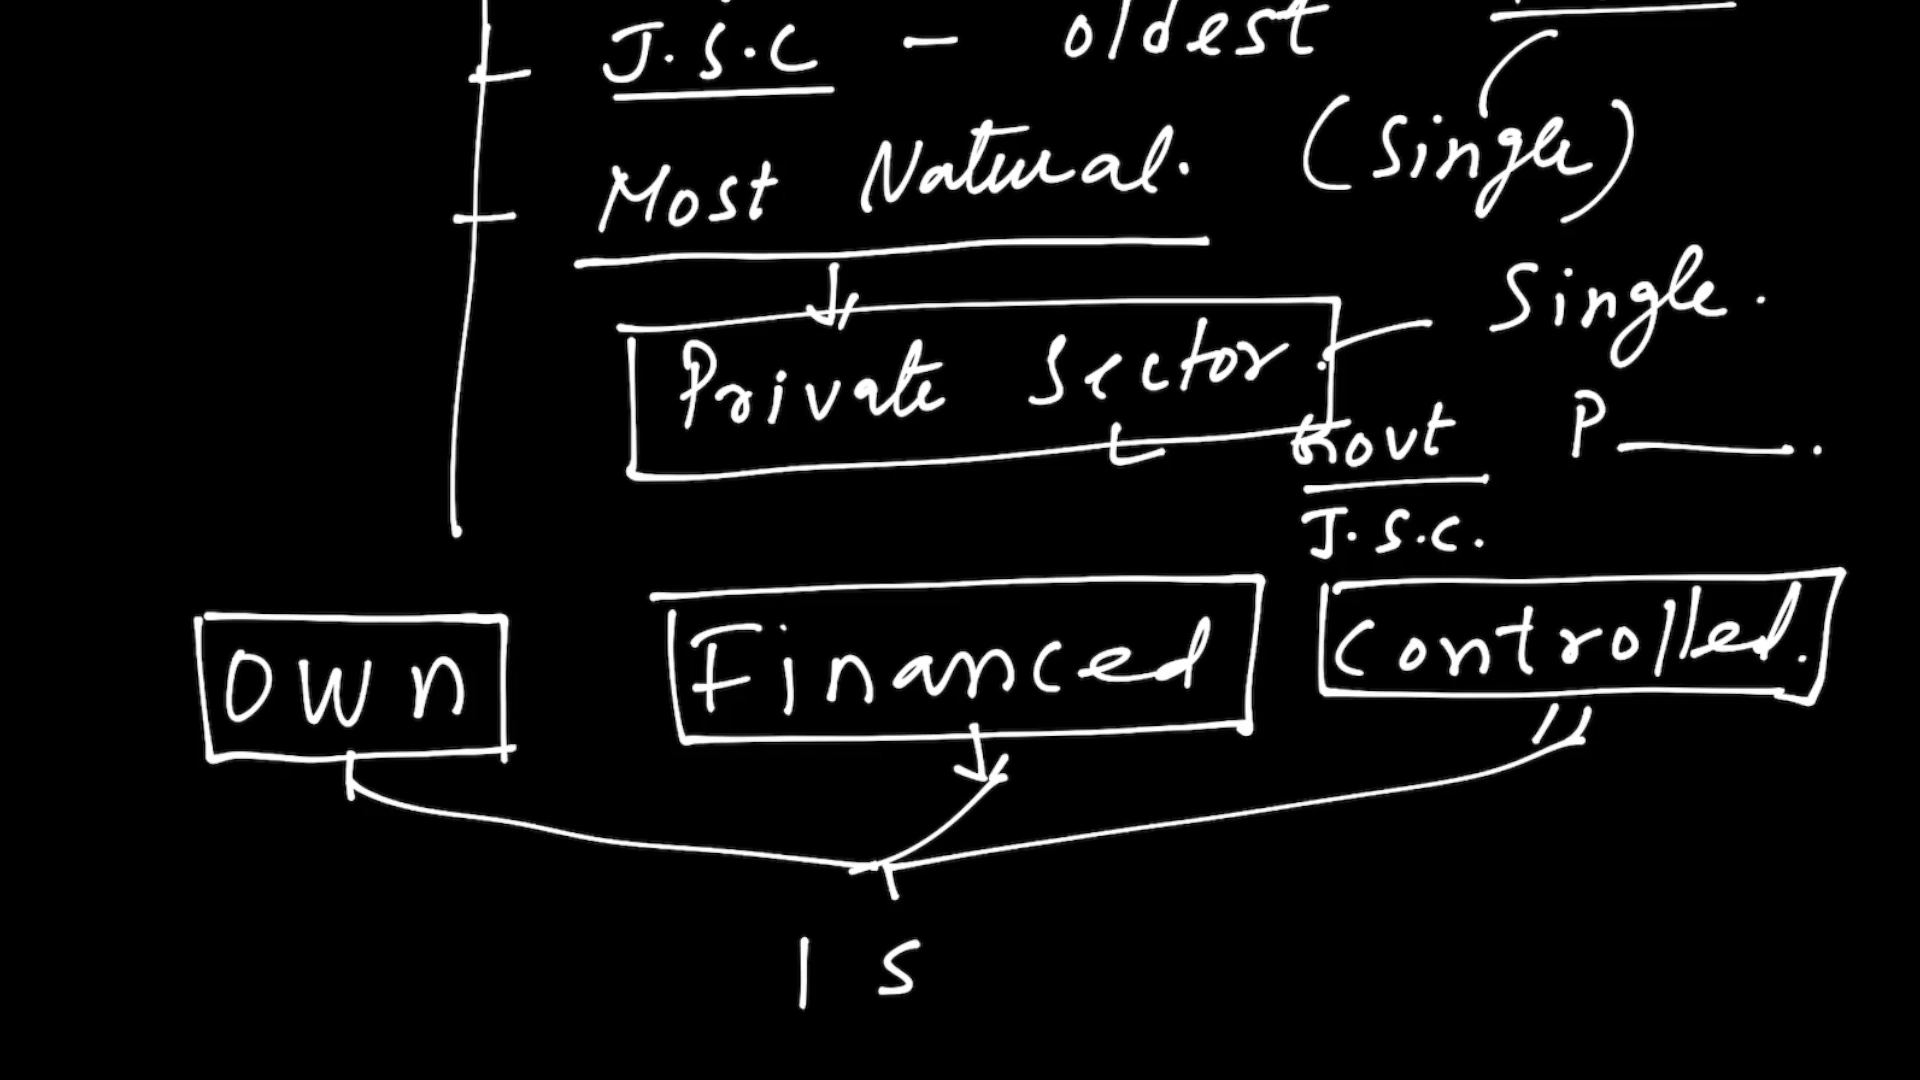 J.S.C - oldest
Most Natural. (Single)
Private Sector. Single.
Govt P
J.S.C.
OWn Financed Controlled.
1 S